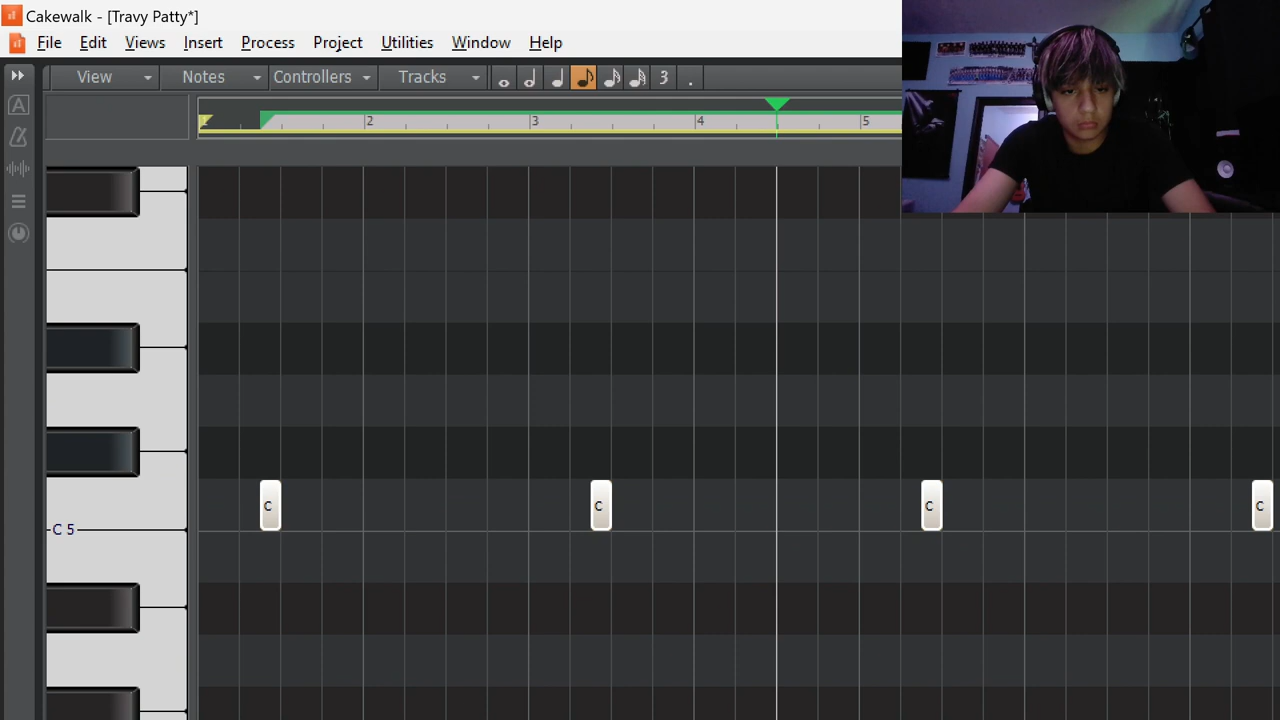 Cakewalk - [Travy Patty*]
File Edit Views Insert Process Project Utilities Window Help
View Notes Controllers Tracks 3 .
A 1 2 3 4 5
C C C C
C 5